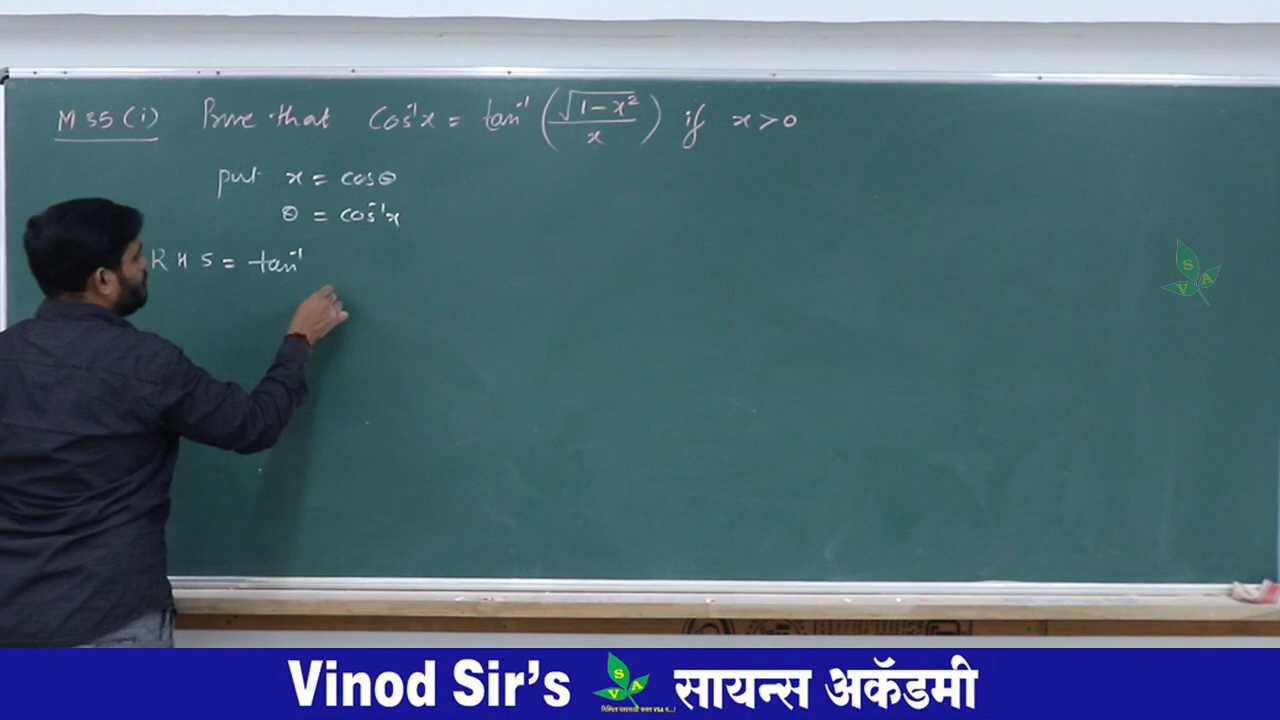 M 35 (i) Prove that cos⁻¹x = tan⁻¹(√(1-x²)/x) if x > 0
put x = cosθ
θ = cos⁻¹x
R H S = tan⁻¹
S
V A
Vinod Sir's S V A सायन्स अकॅडमी